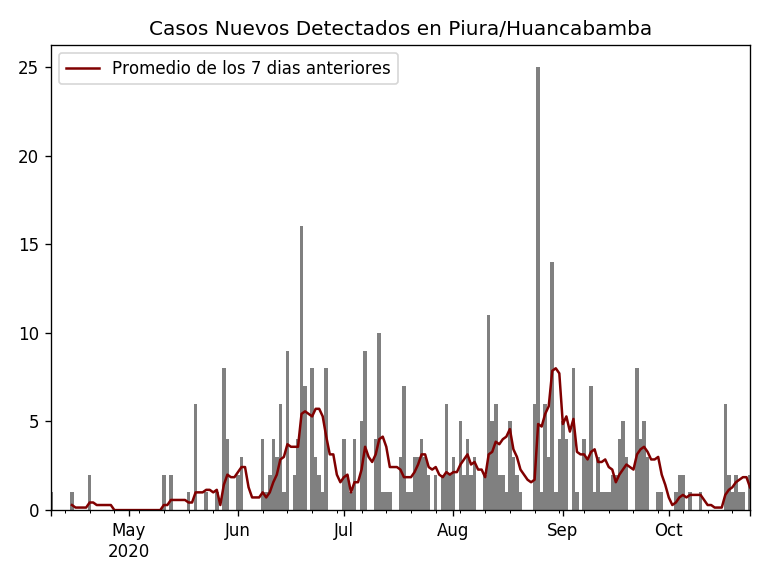 Casos Nuevos Detectados en Piura/Huancabamba
Promedio de los 7 dias anteriores
25
20
15
10
5
0
May Jun Jul Aug Sep Oct
2020